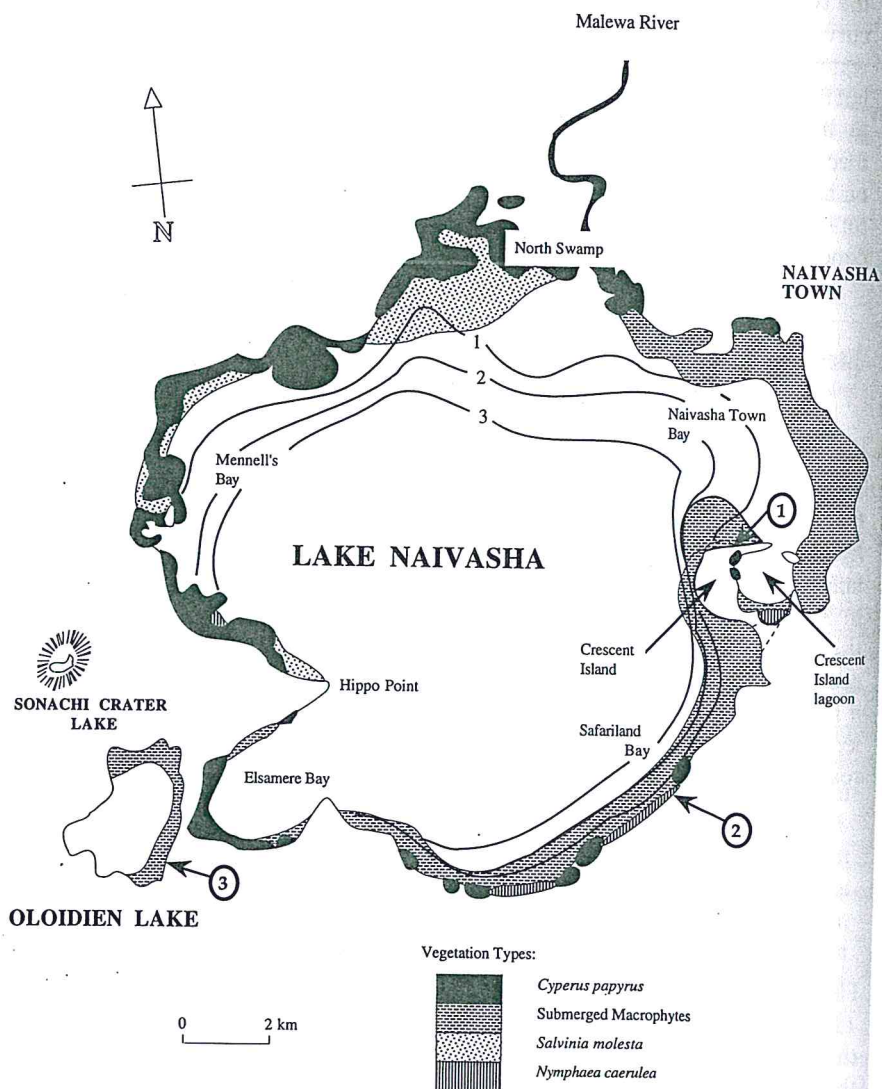 Malewa River
N
North Swamp
NAIVASHA
TOWN
1
2
3
Naivasha Town
Bay
Mennell's
Bay
1
LAKE NAIVASHA
Crescent
Island
Crescent
Island
lagoon
SONACHI CRATER
LAKE
Hippo Point
Safariland
Bay
Elsamere Bay
2
3
OLOIDIEN LAKE
Vegetation Types:
Cyperus papyrus
Submerged Macrophytes
Salvinia molesta
Nymphaea caerulea
0 2 km